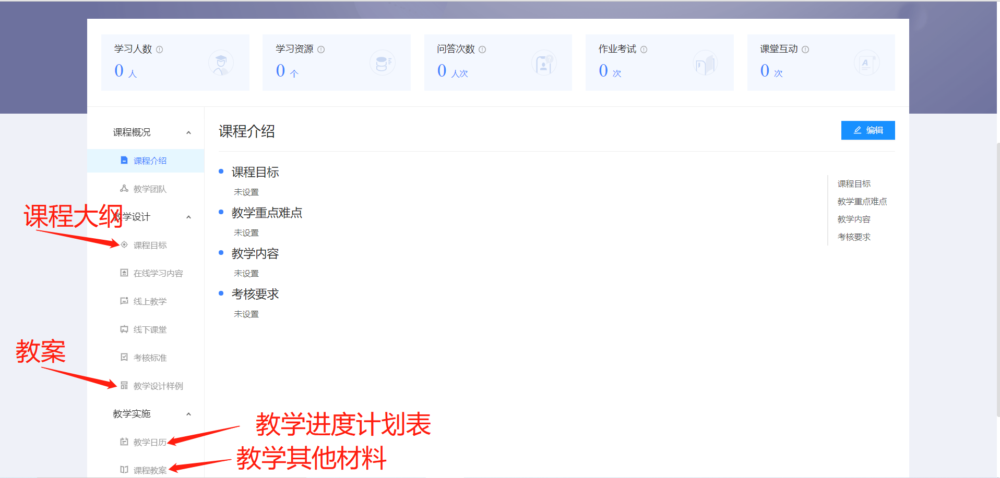 学习人数
0 人
学习资源
0 个
问答次数
0 人次
作业考试
0 次
课堂互动
0 次
课程概况
课程介绍
教学团队
课程大纲
教学设计
课程目标
在线学习内容
线上教学
线下课堂
考核标准
教案
教学设计样例
教学实施
教学日历
教学进度计划表
课程教案
教学其他材料
课程介绍
编辑
课程目标
未设置
教学重点难点
未设置
教学内容
未设置
考核要求
未设置
课程目标
教学重点难点
教学内容
考核要求